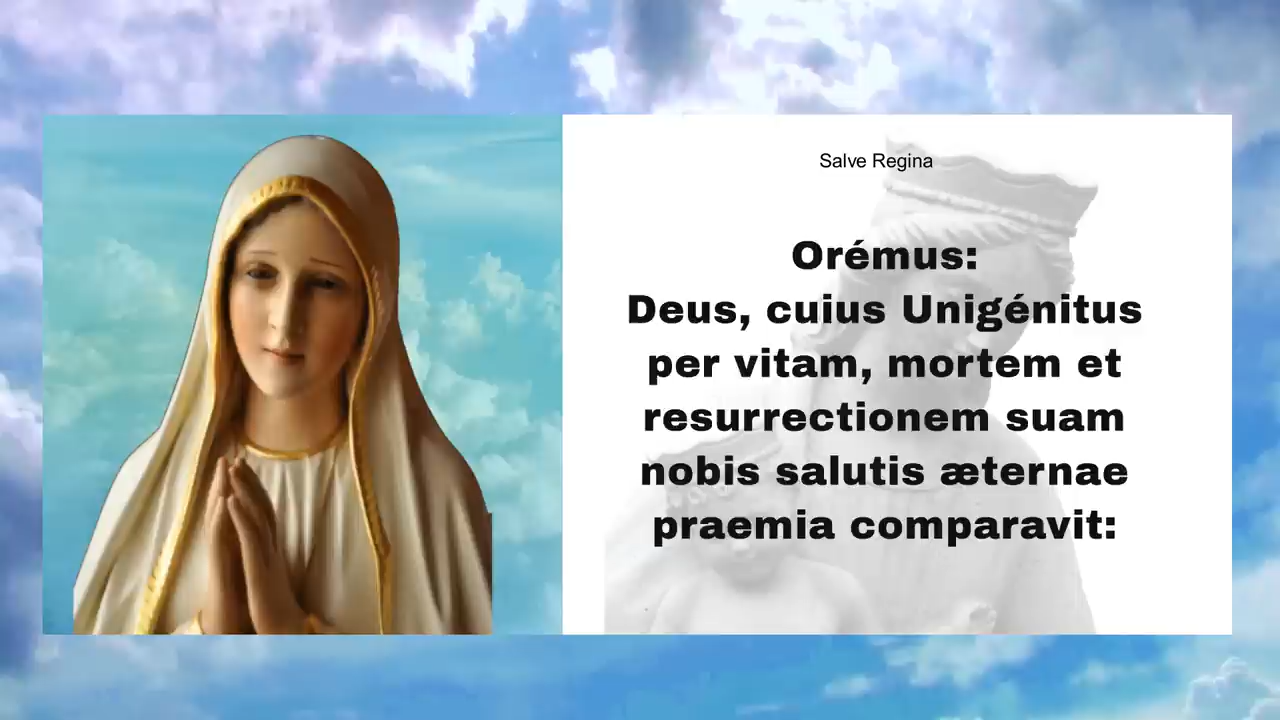 Salve Regina
Orémus:
Deus, cuius Unigénitus
per vitam, mortem et
resurrectionem suam
nobis salutis æternae
praemia comparavit: